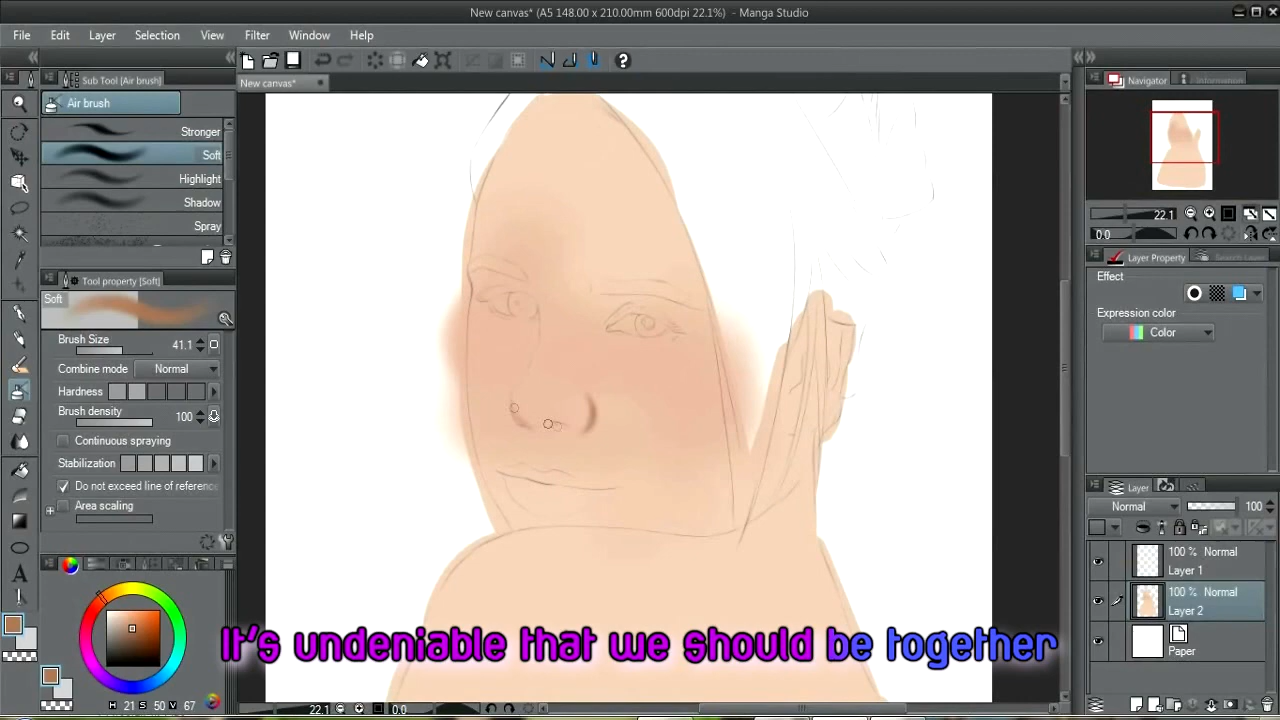 New canvas* (A5 148.00 x 210.00mm 600dpi 22.1%) - Manga Studio
File Edit Layer Selection View Filter Window Help
Sub Tool [Air brush]
Air brush
Stronger
Soft
Highlight
Shadow
Spray
Tool property [Soft]
Soft
Brush Size 41.1
Combine mode Normal
Hardness
Brush density 100
Continuous spraying
Stabilization
Do not exceed line of reference
Area scaling
H 21 S 50 V 67
New canvas*
It's undeniable that we should be together
22.1 0.0
Navigator Information
22.1
0.0
Layer Property Search Layer
Effect
Expression color
Color
Layer
Normal 100
100 % Normal
Layer 1
100 % Normal
Layer 2
Paper